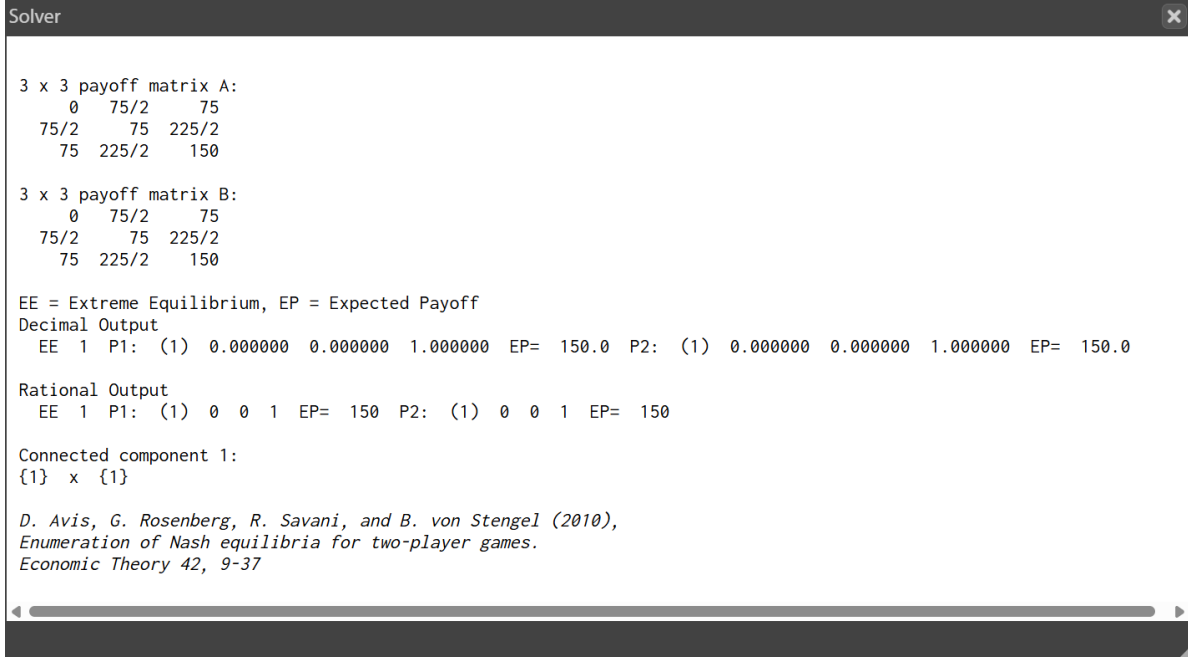 Solver
3 x 3 payoff matrix A:
0 75/2 75
75/2 75 225/2
75 225/2 150
3 x 3 payoff matrix B:
0 75/2 75
75/2 75 225/2
75 225/2 150
EE = Extreme Equilibrium, EP = Expected Payoff
Decimal Output
EE 1 P1: (1) 0.000000 0.000000 1.000000 EP= 150.0 P2: (1) 0.000000 0.000000 1.000000 EP= 150.0
Rational Output
EE 1 P1: (1) 0 0 1 EP= 150 P2: (1) 0 0 1 EP= 150
Connected component 1:
{1} x {1}
D. Avis, G. Rosenberg, R. Savani, and B. von Stengel (2010),
Enumeration of Nash equilibria for two-player games.
Economic Theory 42, 9-37